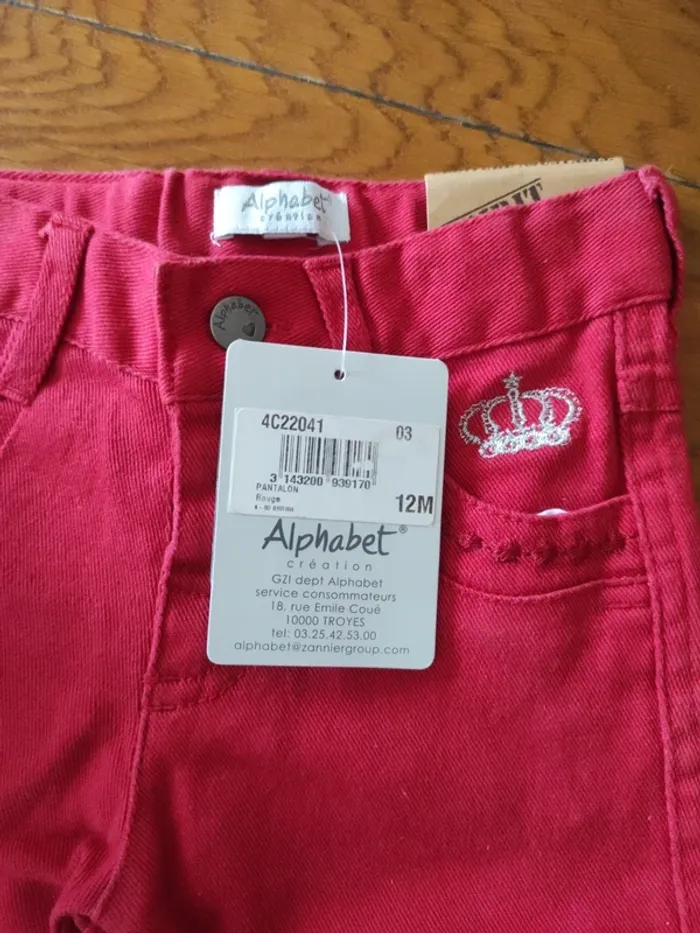 Alphabet
création
Alphabet
4C22041 03
3 143200 939170
PANTALON
Rouge
12M
Alphabet®
création
GZI dept Alphabet
service consommateurs
18, rue Emile Coué
10000 TROYES
tel: 03.25.42.53.00
alphabet@zanniergroup.com